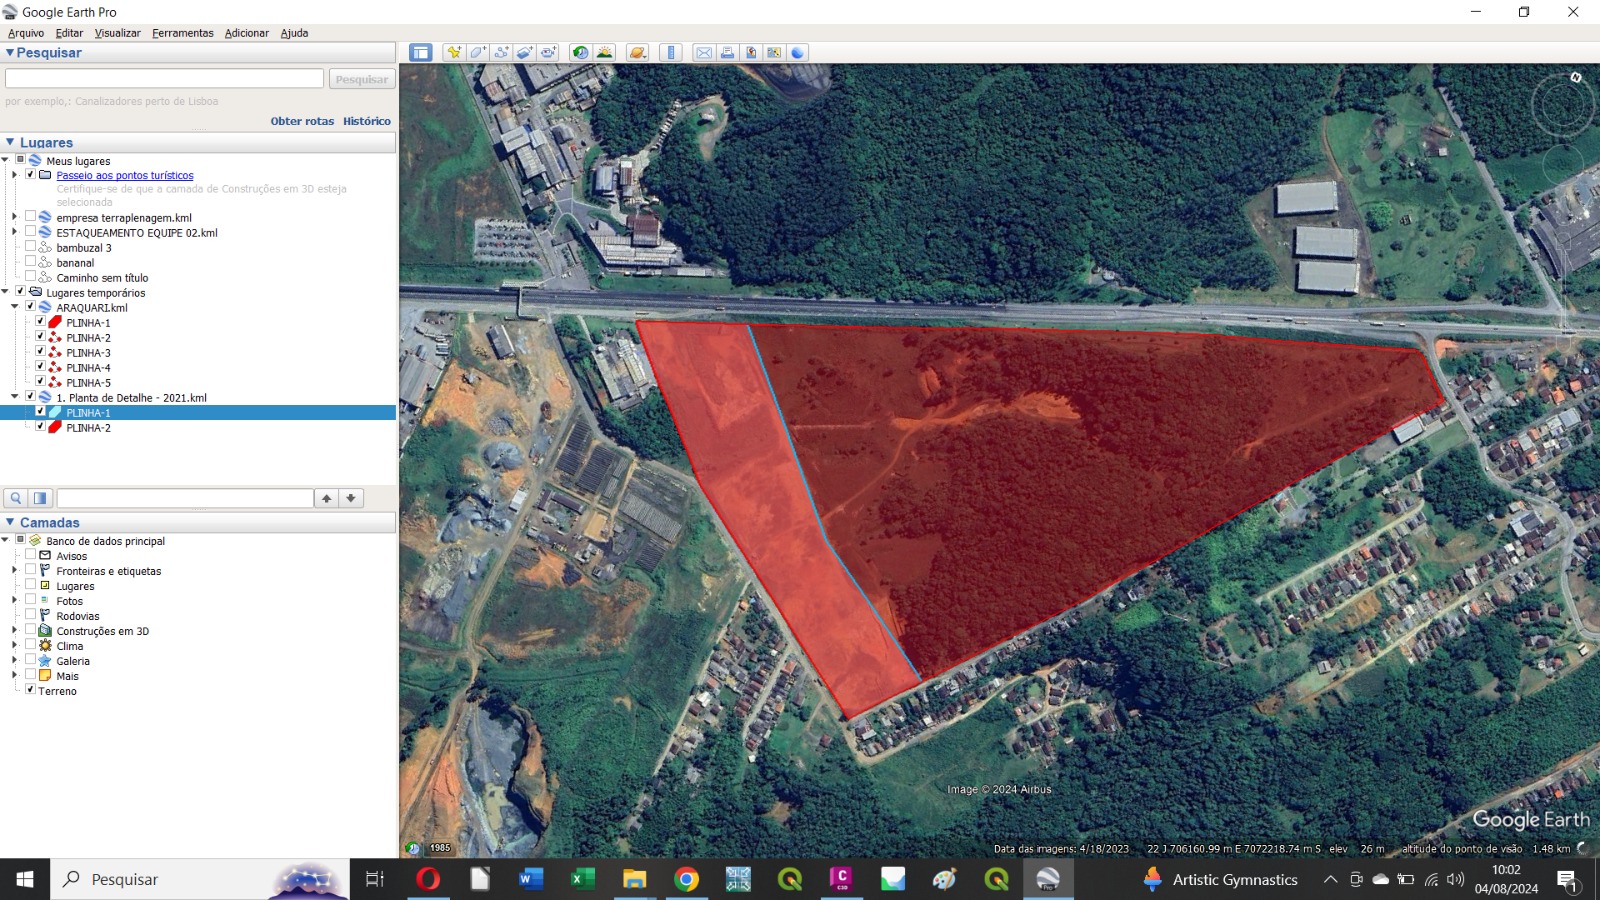 Google Earth Pro
Arquivo Editar Visualizar Ferramentas Adicionar Ajuda
Pesquisar
Pesquisar
por exemplo,: Canalizadores perto de Lisboa
Obter rotas Histórico
Lugares
Meus lugares
Passeio aos pontos turísticos
Certifique-se de que a camada de Construções em 3D esteja
selecionada
empresa terraplenagem.kml
ESTAQUEAMENTO EQUIPE 02.kml
bambuzal 3
bananal
Caminho sem título
Lugares temporários
ARAQUARI.kml
PLINHA-1
PLINHA-2
PLINHA-3
PLINHA-4
PLINHA-5
1. Planta de Detalhe - 2021.kml
PLINHA-1
PLINHA-2
Camadas
Banco de dados principal
Avisos
Fronteiras e etiquetas
Lugares
Fotos
Rodovias
Construções em 3D
Clima
Galeria
Mais
Terreno
N
Image © 2024 Airbus
Google Earth
1985
Data das imagens: 4/18/2023 22 J 706160.99 m E 7072218.74 m S elev 26 m altitude do ponto de visão 1.48 km
Pesquisar
Artistic Gymnastics
10:02
04/08/2024
1